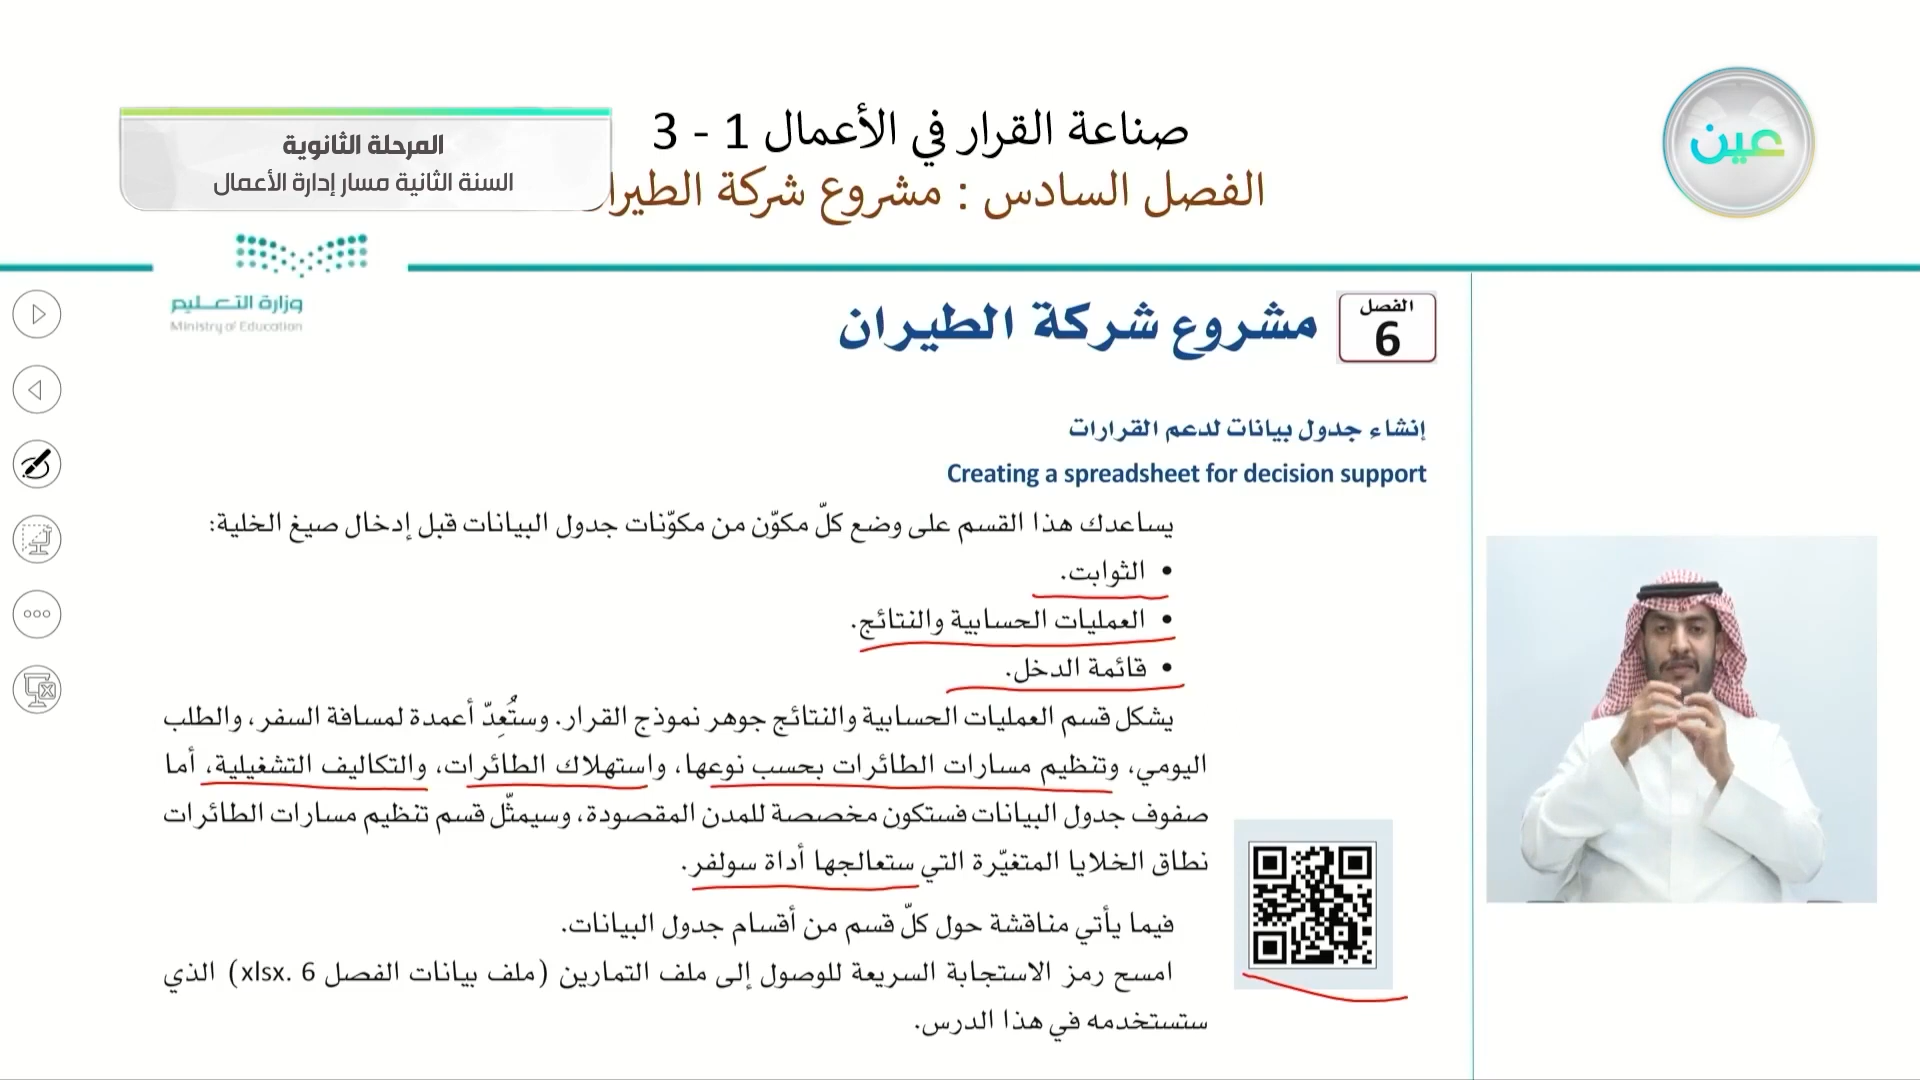 صناعة القرار في الأعمال 1 - 3
الفصل السادس : مشروع شركة الطيرا
المرحلة الثانوية
السنة الثانية مسار إدارة الأعمال
عين
وزارة التعليم
Ministry of Education
الفصل
6
مشروع شركة الطيران
إنشاء جدول بيانات لدعم القرارات
Creating a spreadsheet for decision support
يساعدك هذا القسم على وضع كلّ مكوّن من مكوّنات جدول البيانات قبل إدخال صيغ الخلية:
• الثوابت.
• العمليات الحسابية والنتائج.
• قائمة الدخل.
يشكل قسم العمليات الحسابية والنتائج جوهر نموذج القرار. وستُعِدّ أعمدة لمسافة السفر، والطلب
اليومي، وتنظيم مسارات الطائرات بحسب نوعها، واستهلاك الطائرات، والتكاليف التشغيلية، أما
صفوف جدول البيانات فستكون مخصصة للمدن المقصودة، وسيمثّل قسم تنظيم مسارات الطائرات
نطاق الخلايا المتغيّرة التي ستعالجها أداة سولفر.
فيما يأتي مناقشة حول كلّ قسم من أقسام جدول البيانات.
امسح رمز الاستجابة السريعة للوصول إلى ملف التمارين (ملف بيانات الفصل 6 .xlsx) الذي
ستستخدمه في هذا الدرس.